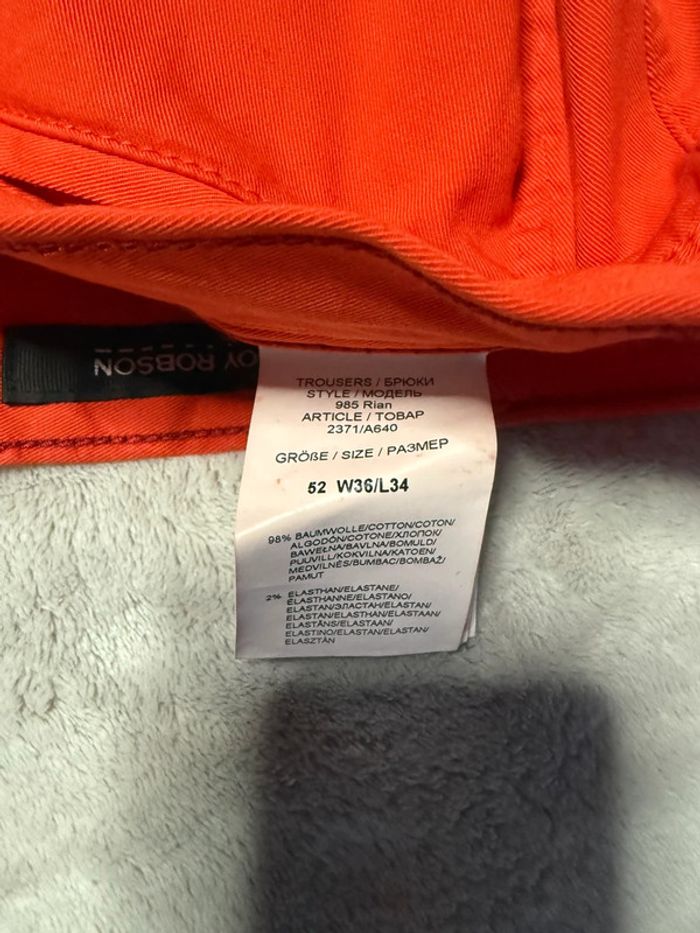 OY ROBSON
TROUSERS / БРЮКИ
STYLE / МОДЕЛЬ
985 Rian
ARTICLE / ТОВАР
2371/A640
GRÖßE / SIZE / РАЗМЕР
52 W36/L34
98% BAUMWOLLE/COTTON/COTON/
ALGODÓN/COTONE/ХЛОПОК/
BAWEŁNA/BAVLNA/BOMULD/
PUUVILL/KOKVILNA/KATOEN/
MEDVILNĖS/BUMBAC/BOMBAŽ/
PAMUT
2% ELASTHAN/ELASTANE/
ÉLASTHANNE/ELASTANO/
ELASTAN/ЭЛАСТАН/ELASTAN/
ELASTAN/ELASTHAN/ELASTAAN/
ELASTĀNS/ELASTAAN/
ELASTINO/ELASTAN/ELASTAN/
ELASZTÁN